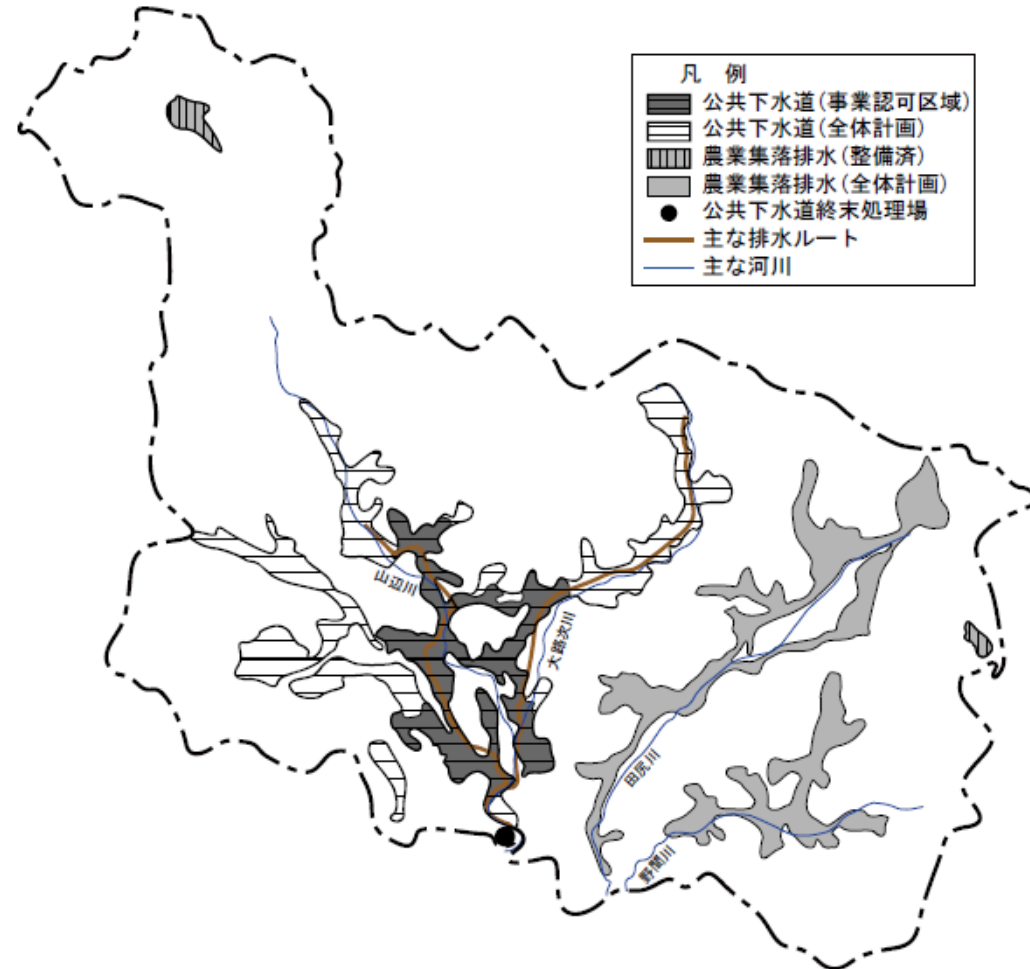 凡 例
公共下水道(事業認可区域)
公共下水道(全体計画)
農業集落排水(整備済)
農業集落排水(全体計画)
公共下水道終末処理場
主な排水ルート
主な河川
山辺川
大路次川
田尻川
野間川